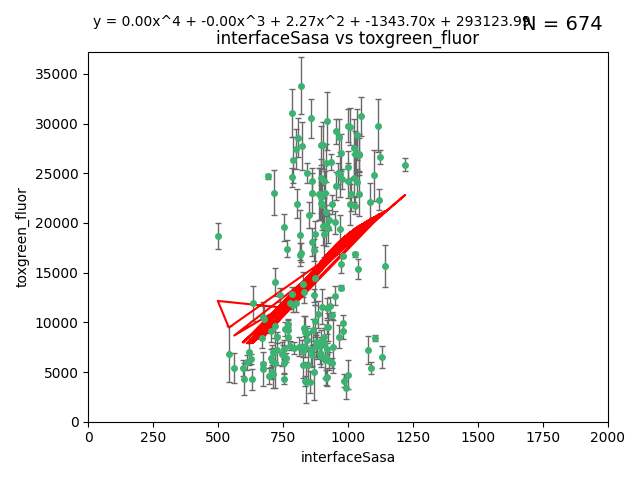 y = 0.00x^4 + -0.00x^3 + 2.27x^2 + -1343.70x + 293123.99
N = 674
interfaceSasa vs toxgreen_fluor
35000
30000
25000
20000
15000
10000
5000
0
toxgreen_fluor
0 250 500 750 1000 1250 1500 1750 2000
interfaceSasa